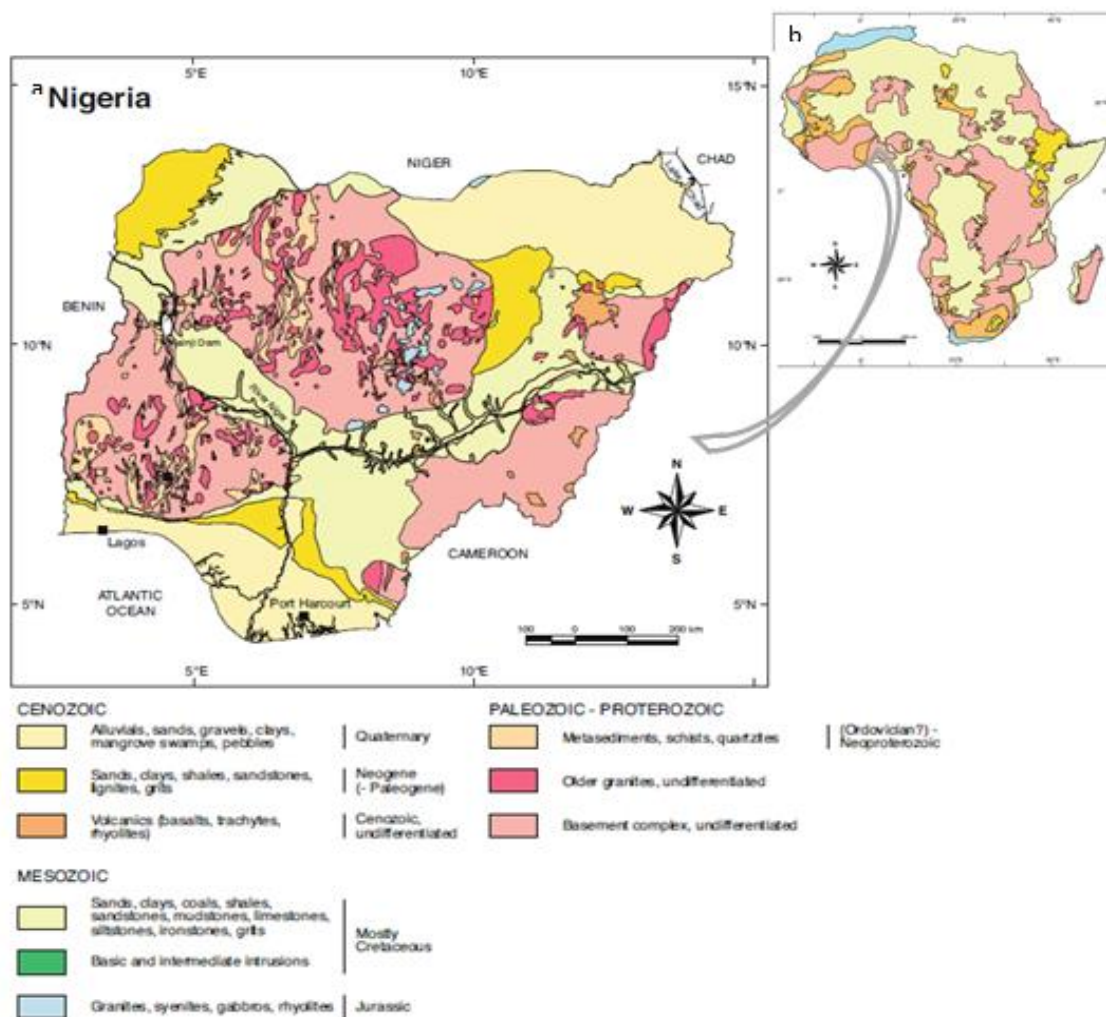 a Nigeria
b
5°E
10°E
15°N
NIGER
CHAD
BENIN
10°N
10°N
Lagos
CAMEROON
ATLANTIC
OCEAN
5°N
Port Harcourt
5°N
N
W
E
S
100 0 100 200 km
5°E
10°E
CENOZOIC
Alluvials, sands, gravels, clays,
mangrove swamps, pebbles
Quaternary
Sands, clays, shales, sandstones,
lignites, grits
Neogene
(- Paleogene)
Volcanics (basalts, trachytes,
rhyolites)
Cenozoic,
undifferentiated
PALEOZOIC - PROTEROZOIC
Metasediments, schists, quartzites
(Ordovician?) -
Neoproterozoic
Older granites, undifferentiated
Basement complex, undifferentiated
MESOZOIC
Sands, clays, coals, shales,
sandstones, mudstones, limestones,
siltstones, ironstones, grits
Mostly
Cretaceous
Basic and intermediate intrusions
Granites, syenites, gabbros, rhyolites
Jurassic